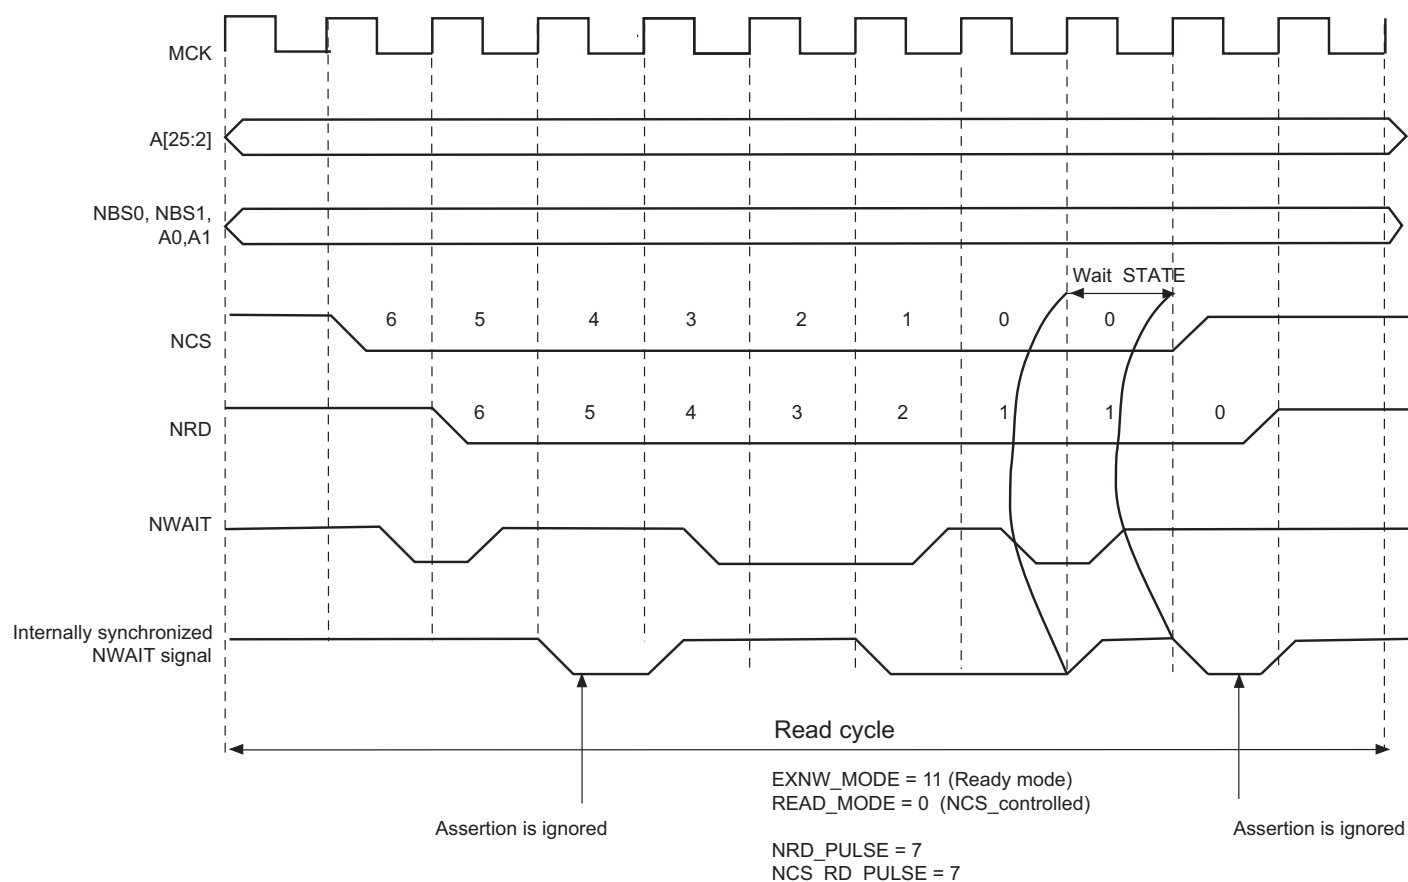 MCK
A[25:2]
NBS0, NBS1,
A0,A1
Wait STATE
NCS
6 5 4 3 2 1 0 0
NRD
6 5 4 3 2 1 1 0
NWAIT
Internally synchronized
NWAIT signal
Read cycle
EXNW_MODE = 11 (Ready mode)
READ_MODE = 0 (NCS_controlled)
Assertion is ignored
Assertion is ignored
NRD_PULSE = 7
NCS_RD_PULSE = 7